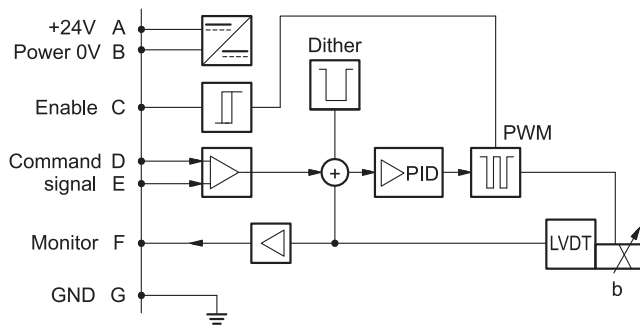 +24V A
Power 0V B
Dither
Enable C
PWM
Command D
signal E
+
PID
Monitor F
LVDT
b
GND G